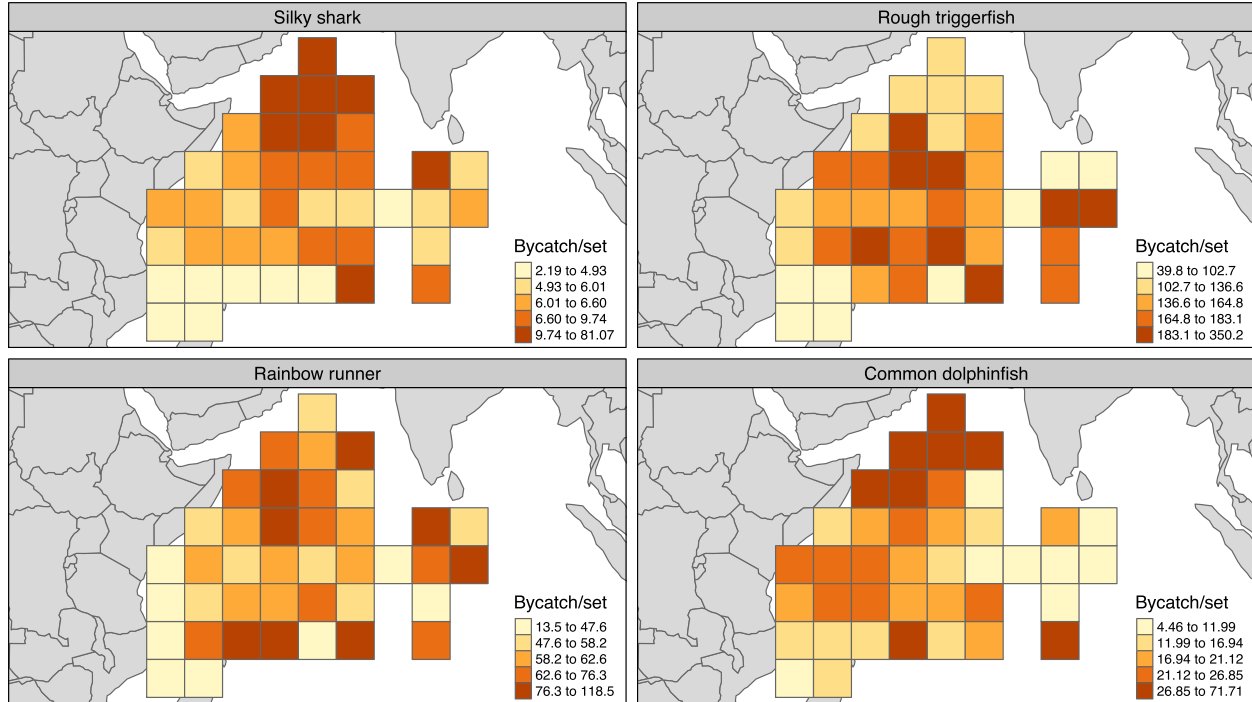 Silky shark
Bycatch/set
2.19 to 4.93
4.93 to 6.01
6.01 to 6.60
6.60 to 9.74
9.74 to 81.07
Rough triggerfish
Bycatch/set
39.8 to 102.7
102.7 to 136.6
136.6 to 164.8
164.8 to 183.1
183.1 to 350.2
Rainbow runner
Bycatch/set
13.5 to 47.6
47.6 to 58.2
58.2 to 62.6
62.6 to 76.3
76.3 to 118.5
Common dolphinfish
Bycatch/set
4.46 to 11.99
11.99 to 16.94
16.94 to 21.12
21.12 to 26.85
26.85 to 71.71